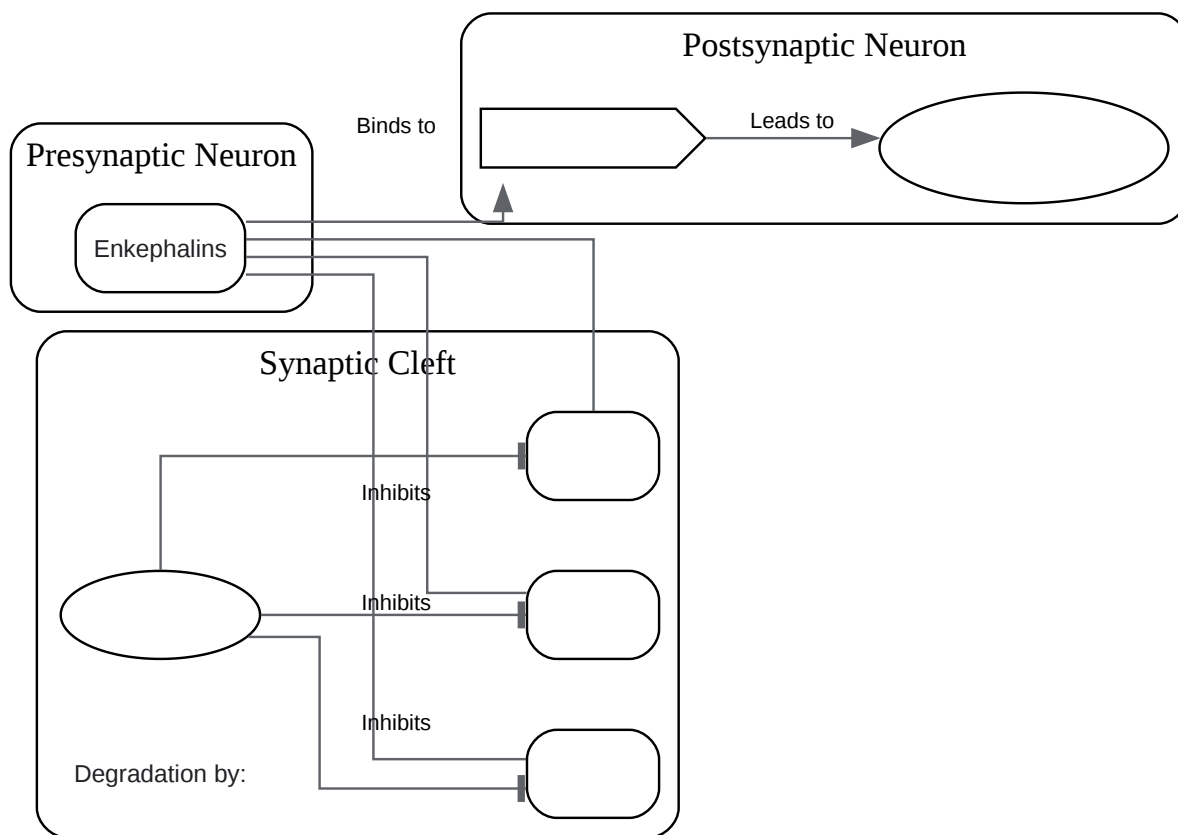 Postsynaptic Neuron
Binds to
Leads to
Presynaptic Neuron
Enkephalins
Synaptic Cleft
Inhibits
Inhibits
Inhibits
Degradation by: